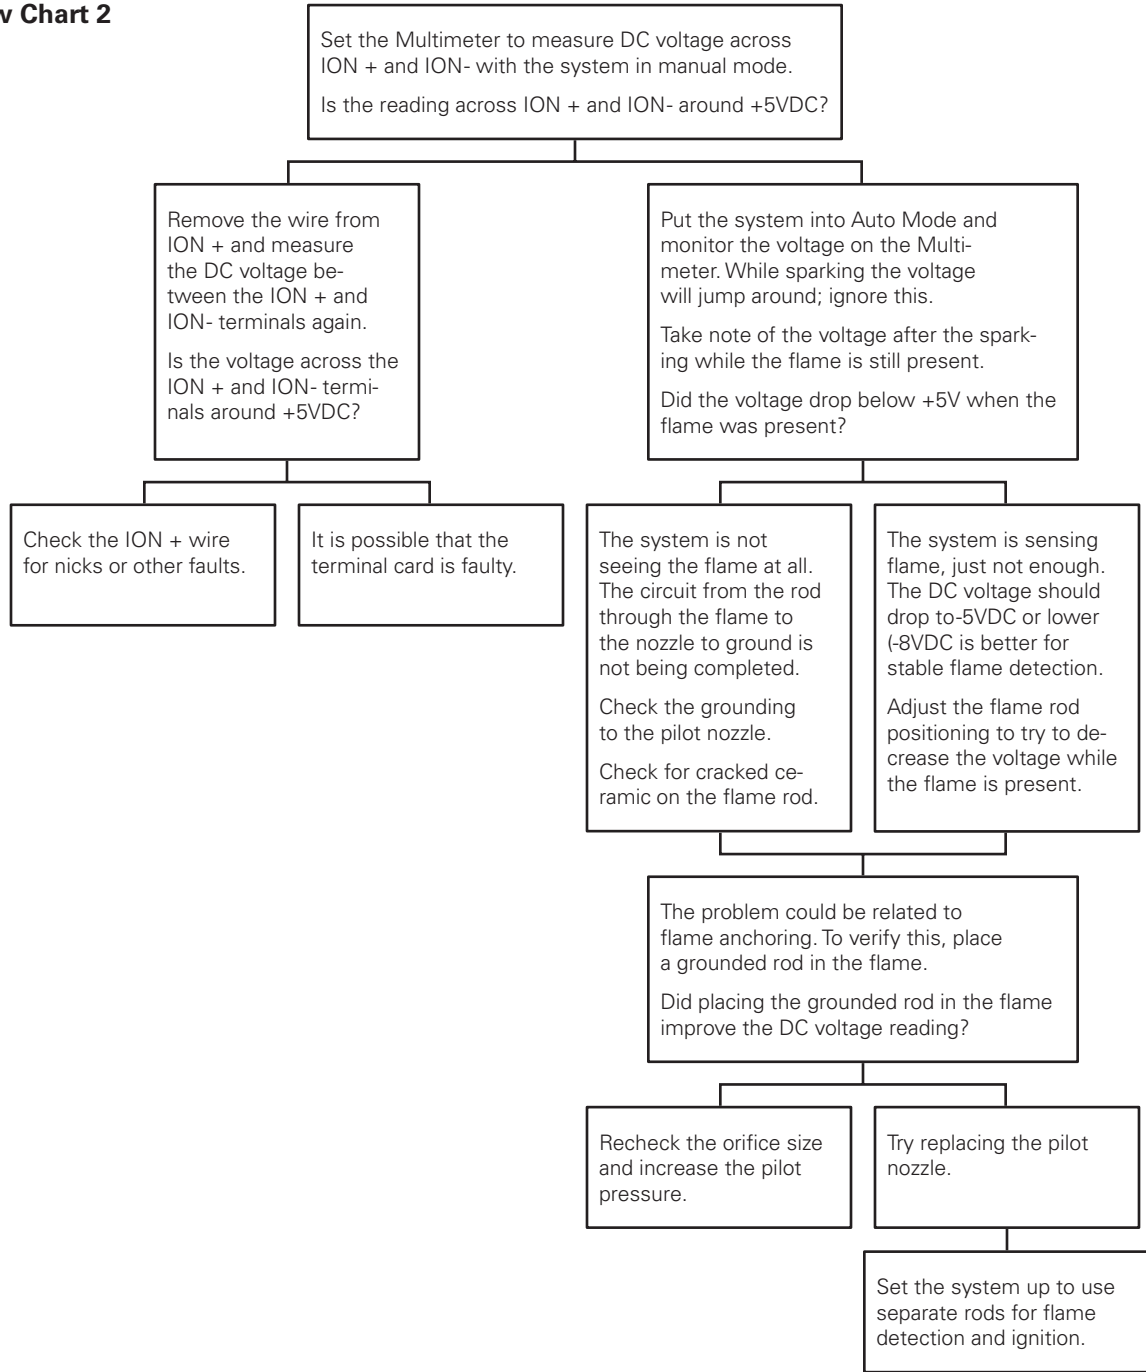 v Chart 2
Set the Multimeter to measure DC voltage across
ION + and ION- with the system in manual mode.
Is the reading across ION + and ION- around +5VDC?
Remove the wire from
ION + and measure
the DC voltage be-
tween the ION + and
ION- terminals again.
Is the voltage across the
ION + and ION- termi-
nals around +5VDC?
Put the system into Auto Mode and
monitor the voltage on the Multi-
meter. While sparking the voltage
will jump around; ignore this.
Take note of the voltage after the spark-
ing while the flame is still present.
Did the voltage drop below +5V when the
flame was present?
Check the ION + wire
for nicks or other faults.
It is possible that the
terminal card is faulty.
The system is not
seeing the flame at all.
The circuit from the rod
through the flame to
the nozzle to ground is
not being completed.
Check the grounding
to the pilot nozzle.
Check for cracked ce-
ramic on the flame rod.
The system is sensing
flame, just not enough.
The DC voltage should
drop to-5VDC or lower
(-8VDC is better for
stable flame detection.
Adjust the flame rod
positioning to try to de-
crease the voltage while
the flame is present.
The problem could be related to
flame anchoring. To verify this, place
a grounded rod in the flame.
Did placing the grounded rod in the flame
improve the DC voltage reading?
Recheck the orifice size
and increase the pilot
pressure.
Try replacing the pilot
nozzle.
Set the system up to use
separate rods for flame
detection and ignition.